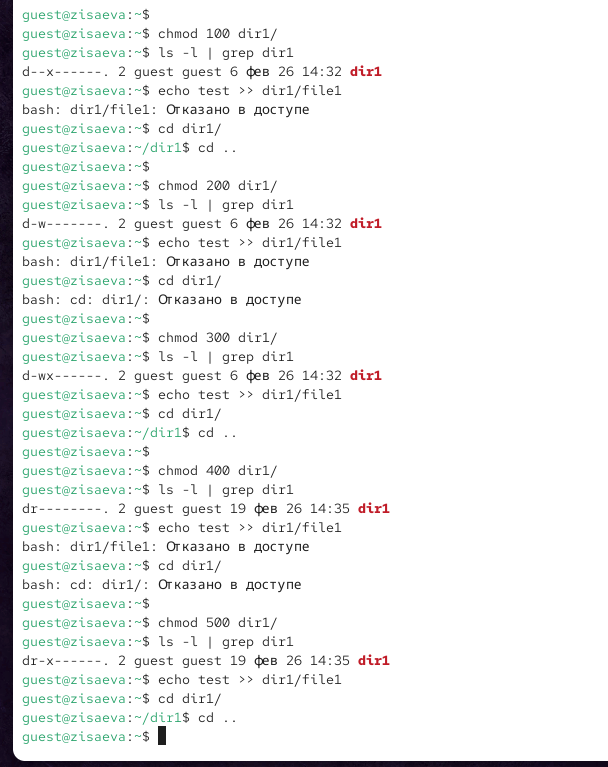 guest@zisaeva:~$
guest@zisaeva:~$ chmod 100 dir1/
guest@zisaeva:~$ ls -l | grep dir1
d--x------. 2 guest guest 6 фев 26 14:32 dir1
guest@zisaeva:~$ echo test >> dir1/file1
bash: dir1/file1: Отказано в доступе
guest@zisaeva:~$ cd dir1/
guest@zisaeva:~/dir1$ cd ..
guest@zisaeva:~$
guest@zisaeva:~$ chmod 200 dir1/
guest@zisaeva:~$ ls -l | grep dir1
d-w-------. 2 guest guest 6 фев 26 14:32 dir1
guest@zisaeva:~$ echo test >> dir1/file1
bash: dir1/file1: Отказано в доступе
guest@zisaeva:~$ cd dir1/
bash: cd: dir1/: Отказано в доступе
guest@zisaeva:~$
guest@zisaeva:~$ chmod 300 dir1/
guest@zisaeva:~$ ls -l | grep dir1
d-wx------. 2 guest guest 6 фев 26 14:32 dir1
guest@zisaeva:~$ echo test >> dir1/file1
guest@zisaeva:~$ cd dir1/
guest@zisaeva:~/dir1$ cd ..
guest@zisaeva:~$
guest@zisaeva:~$ chmod 400 dir1/
guest@zisaeva:~$ ls -l | grep dir1
dr--------. 2 guest guest 19 фев 26 14:35 dir1
guest@zisaeva:~$ echo test >> dir1/file1
bash: dir1/file1: Отказано в доступе
guest@zisaeva:~$ cd dir1/
bash: cd: dir1/: Отказано в доступе
guest@zisaeva:~$
guest@zisaeva:~$ chmod 500 dir1/
guest@zisaeva:~$ ls -l | grep dir1
dr-x------. 2 guest guest 19 фев 26 14:35 dir1
guest@zisaeva:~$ echo test >> dir1/file1
guest@zisaeva:~$ cd dir1/
guest@zisaeva:~/dir1$ cd ..
guest@zisaeva:~$